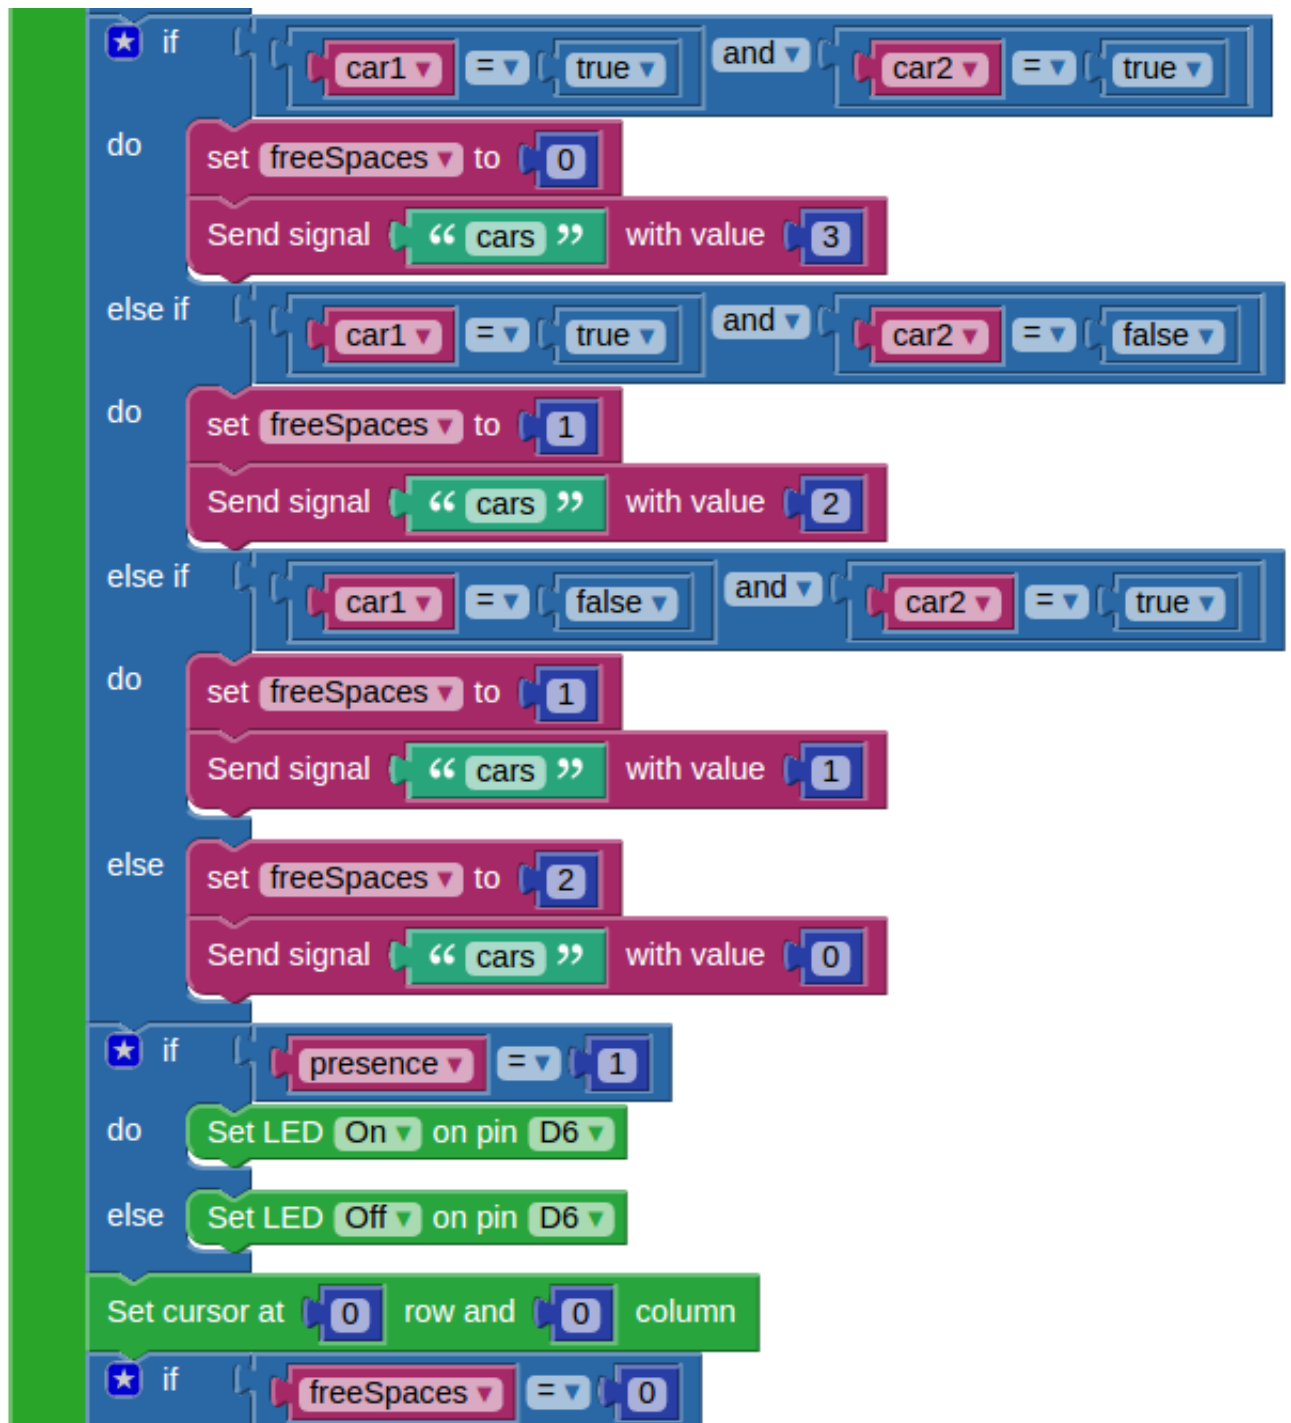 if car1 = true and car2 = true
do set freeSpaces to 0
Send signal “ cars ” with value 3
else if car1 = true and car2 = false
do set freeSpaces to 1
Send signal “ cars ” with value 2
else if car1 = false and car2 = true
do set freeSpaces to 1
Send signal “ cars ” with value 1
else set freeSpaces to 2
Send signal “ cars ” with value 0
if presence = 1
do Set LED On on pin D6
else Set LED Off on pin D6
Set cursor at 0 row and 0 column
if freeSpaces = 0